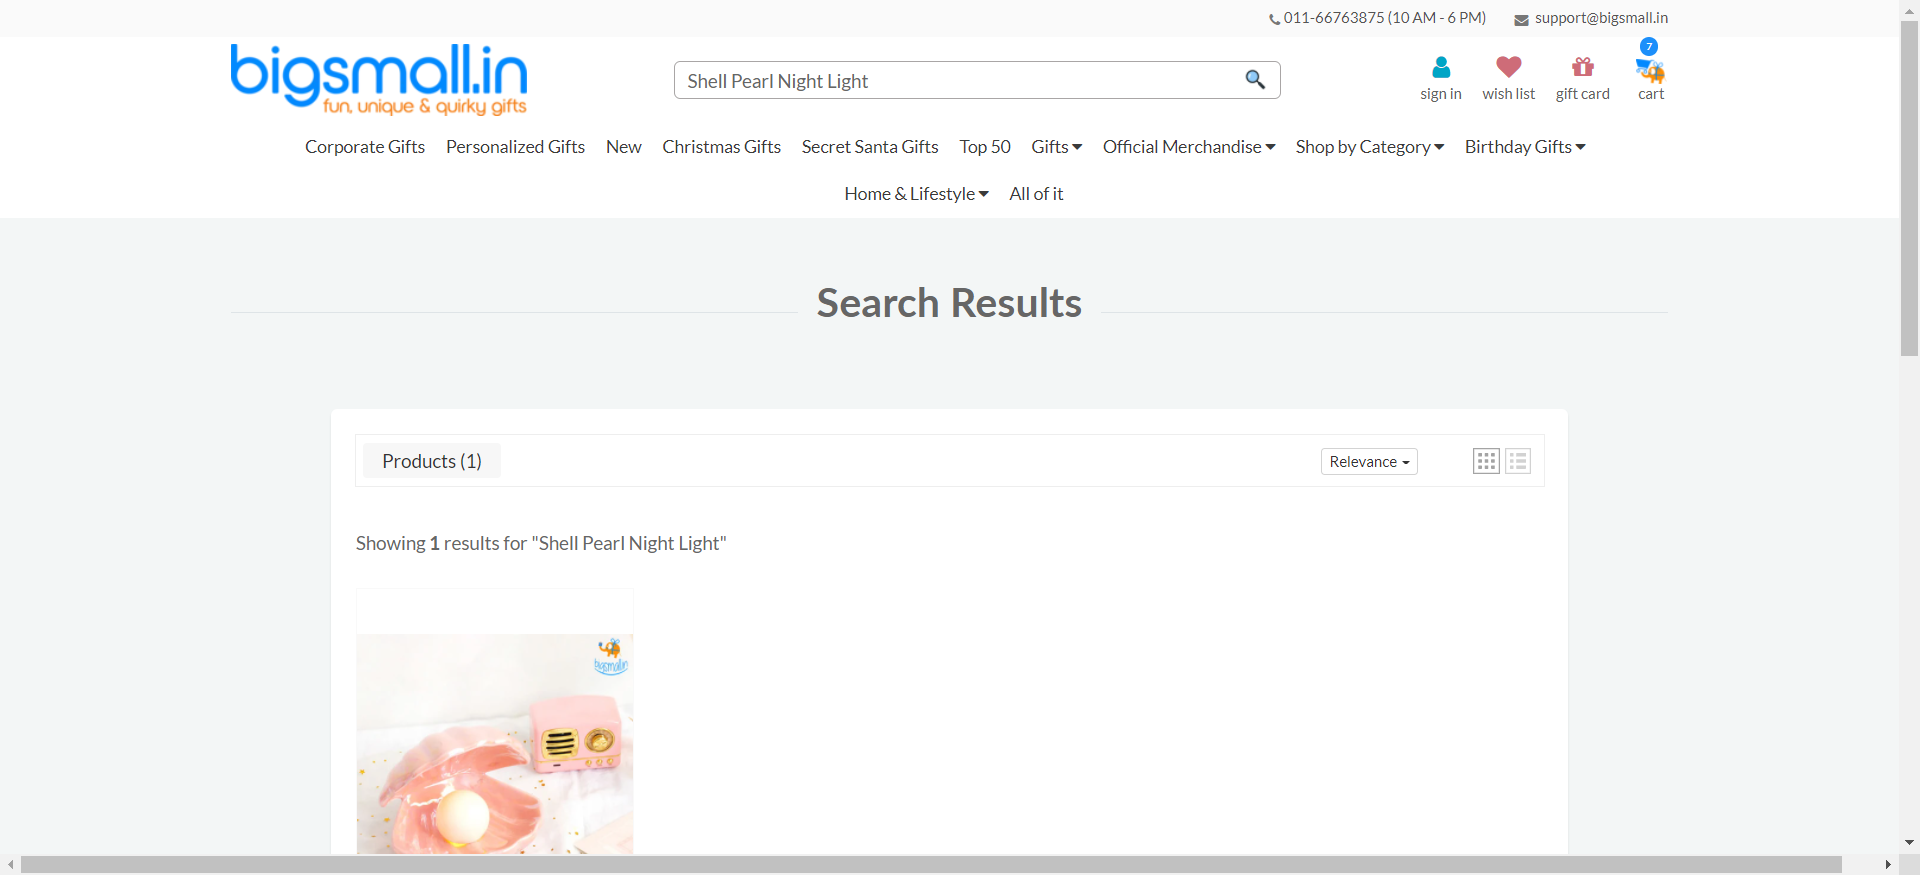 011-66763875 (10 AM - 6 PM) support@bigsmall.in
bigsmall.in
fun, unique & quirky gifts
Shell Pearl Night Light
7
sign in wish list gift card cart
Corporate Gifts Personalized Gifts New Christmas Gifts Secret Santa Gifts Top 50 Gifts Official Merchandise Shop by Category Birthday Gifts
Home & Lifestyle All of it
Search Results
Products (1) Relevance
Showing 1 results for "Shell Pearl Night Light"
bigsmall.in